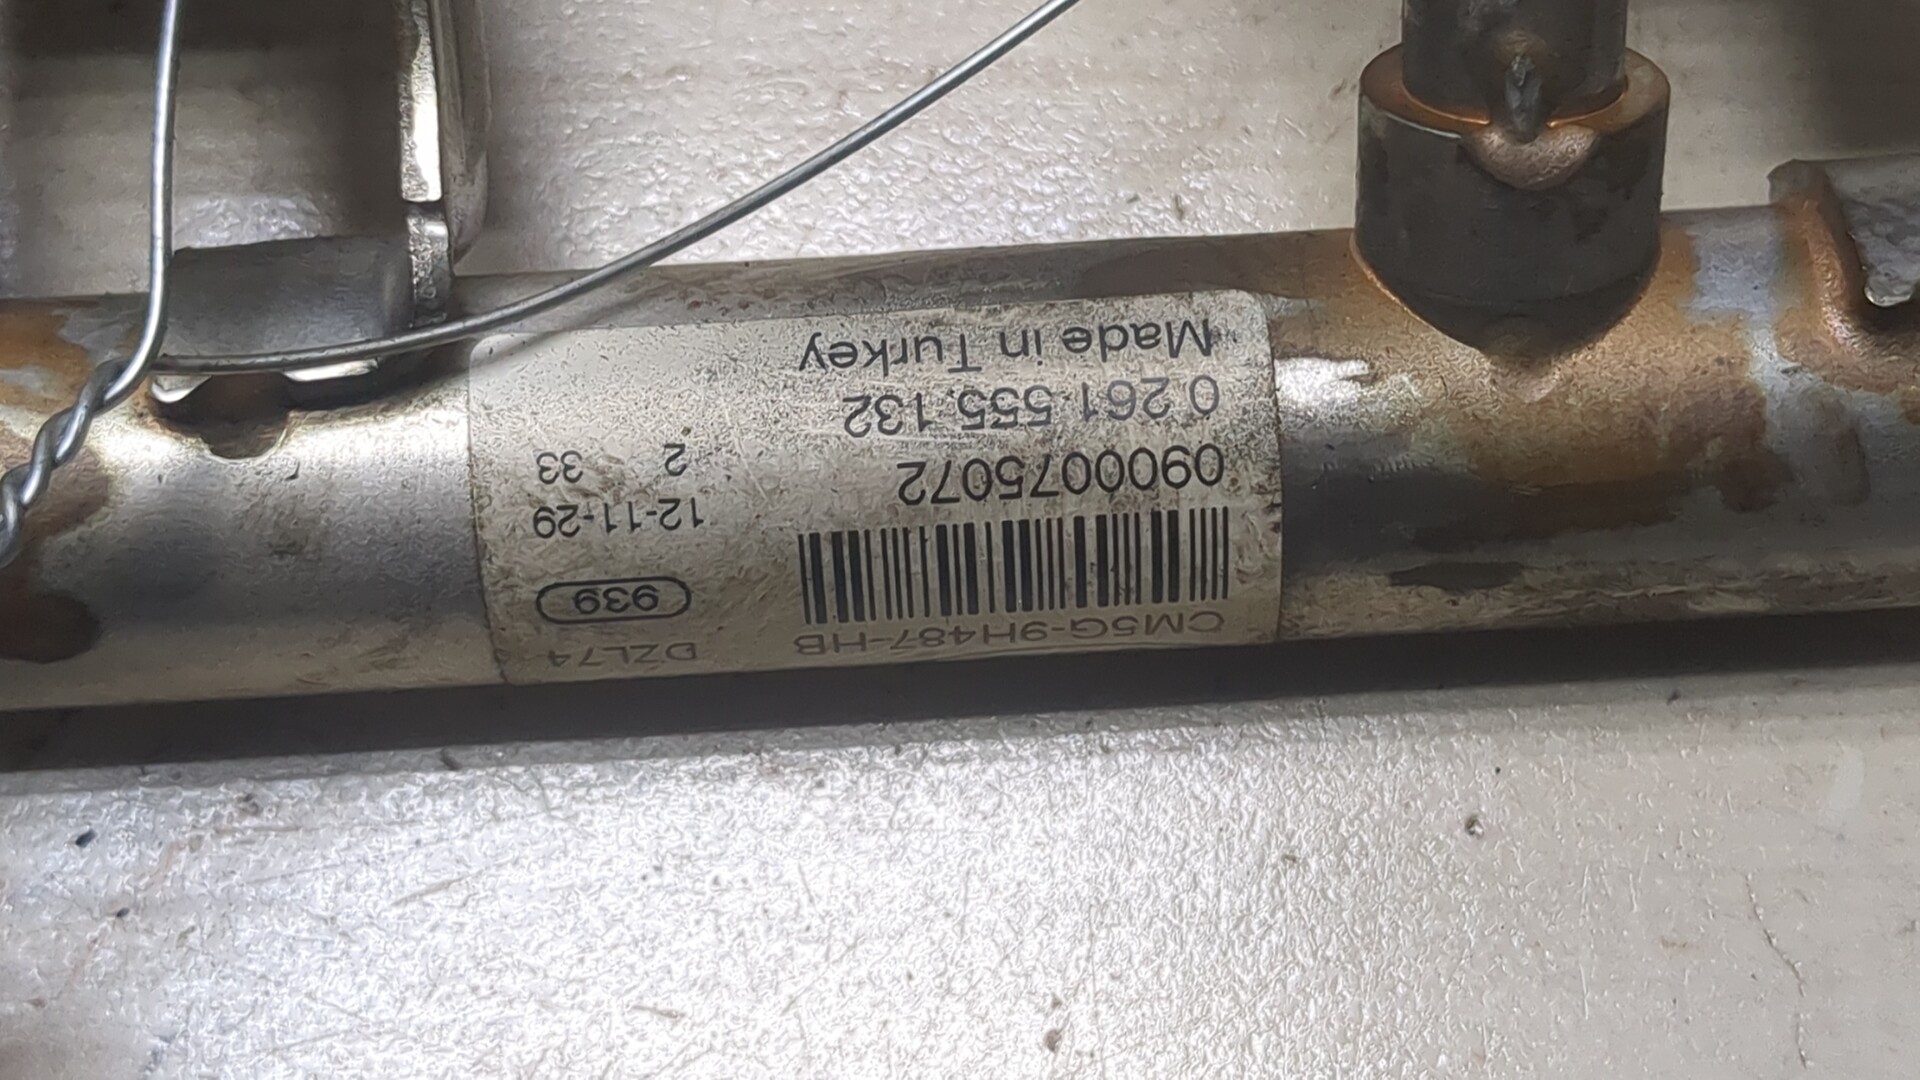 CM5G-9H487-HB DZL74
939
0900075072 12-11-29
0 261 555 132 2 33
Made in Turkey